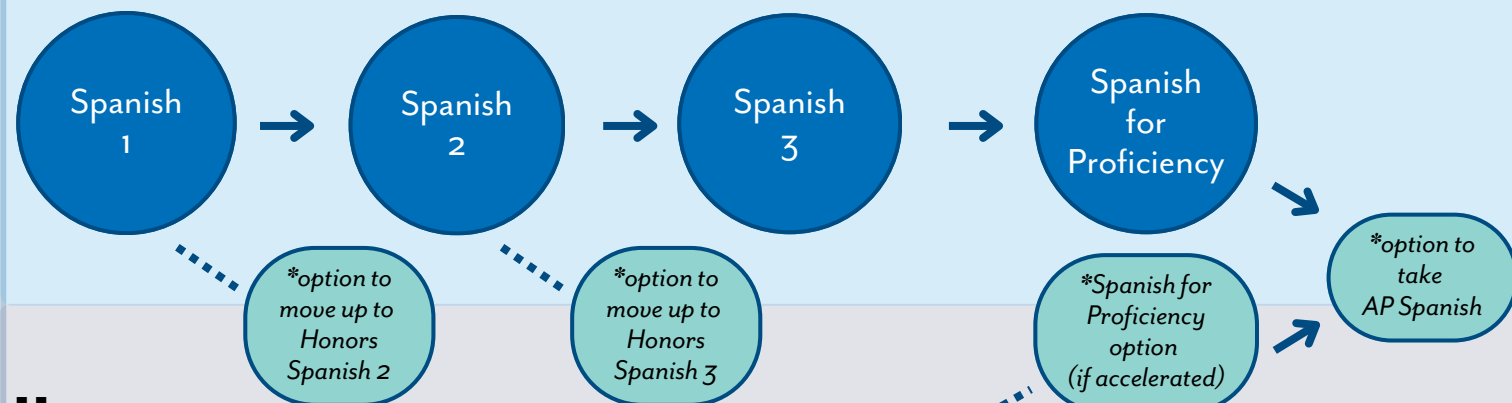 Spanish
1
Spanish
2
Spanish
3
Spanish
for
Proficiency
*option to
move up to
Honors
Spanish 2
*option to
move up to
Honors
Spanish 3
*Spanish for
Proficiency
option
(if accelerated)
*option to
take
AP Spanish